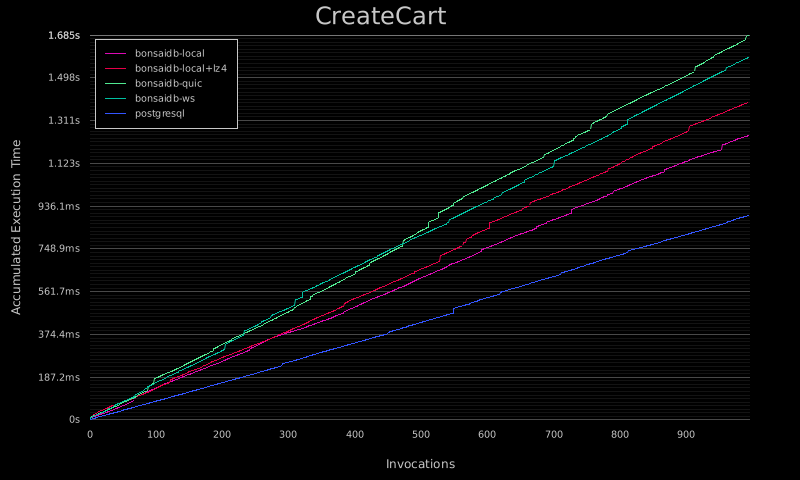 CreateCart
1.685s
1.498s
1.311s
1.123s
936.1ms
748.9ms
561.7ms
374.4ms
187.2ms
0s
bonsaidb-local
bonsaidb-local+lz4
bonsaidb-quic
bonsaidb-ws
postgresql
Accumulated Execution Time
0 100 200 300 400 500 600 700 800 900
Invocations